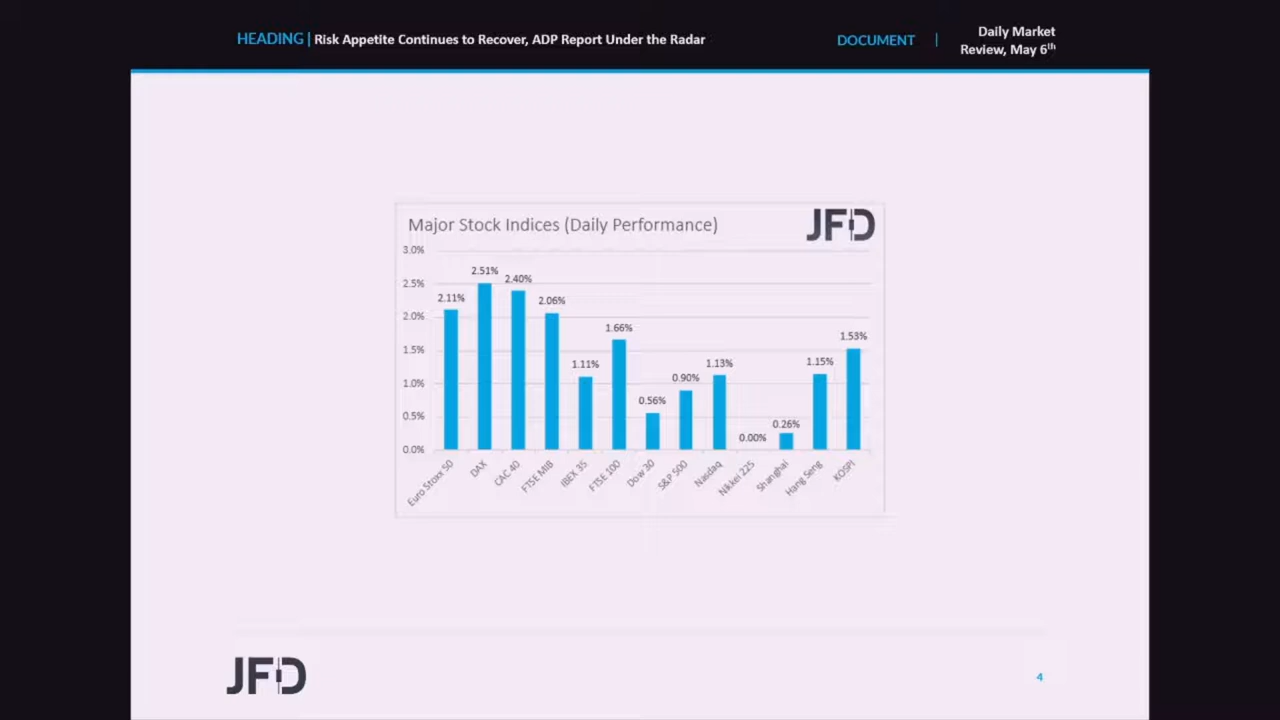 HEADING | Risk Appetite Continues to Recover, ADP Report Under the Radar
DOCUMENT | Daily Market
Review, May 6th
Major Stock Indices (Daily Performance)
JFD
3.0%
2.5%
2.0%
1.5%
1.0%
0.5%
0.0%
2.11%
2.51%
2.40%
2.06%
1.11%
1.66%
0.56%
0.90%
1.13%
0.00%
0.26%
1.15%
1.53%
Euro Stoxx 50
DAX
CAC 40
FTSE MIB
IBEX 35
FTSE 100
Dow 30
S&P 500
Nasdaq
Nikkei 225
Shanghai
Hang Seng
KOSPI
JFD
4